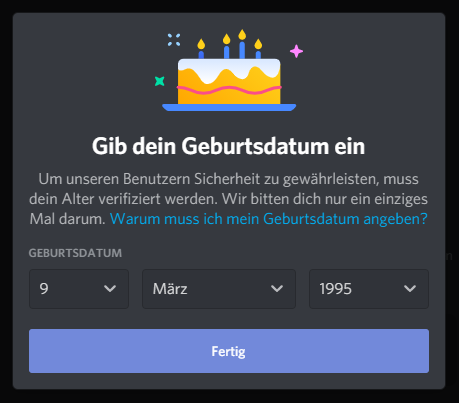 Gib dein Geburtsdatum ein
Um unseren Benutzern Sicherheit zu gewährleisten, muss
dein Alter verifiziert werden. Wir bitten dich nur ein einziges
Mal darum. Warum muss ich mein Geburtsdatum angeben?
GEBURTSDATUM
9 März 1995
Fertig